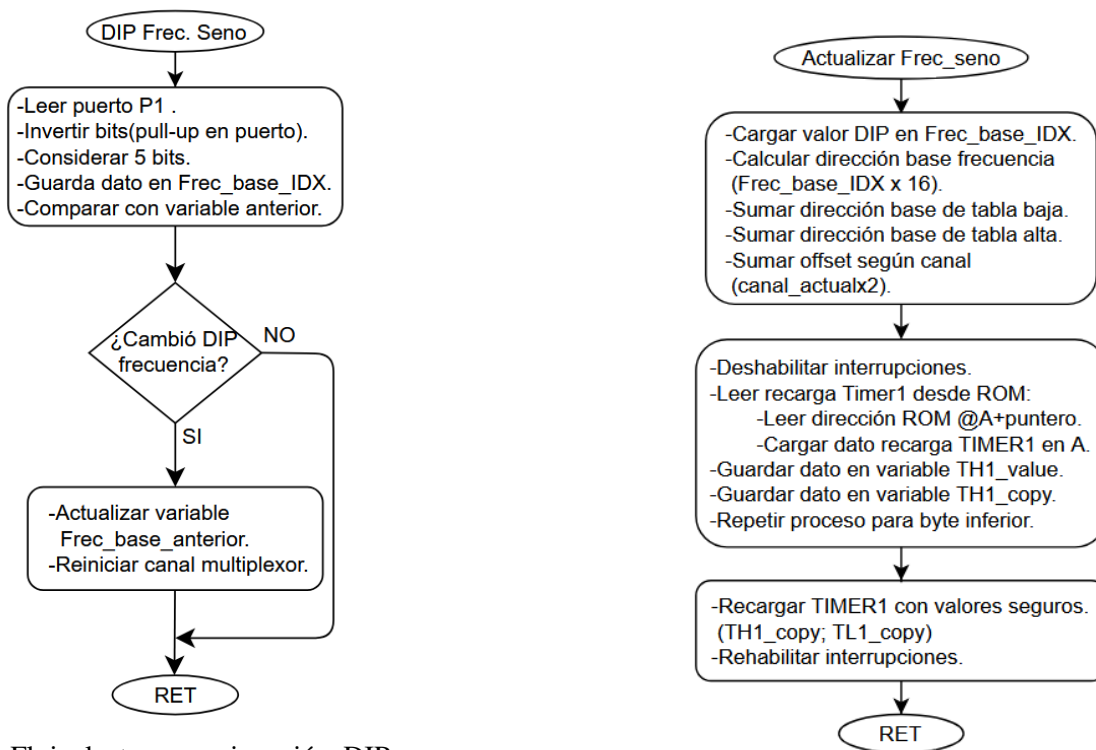 DIP Frec. Seno
-Leer puerto P1 .
-Invertir bits(pull-up en puerto).
-Considerar 5 bits.
-Guarda dato en Frec_base_IDX.
-Comparar con variable anterior.
¿Cambió DIP
frecuencia?
NO
SI
-Actualizar variable
Frec_base_anterior.
-Reiniciar canal multiplexor.
RET
Actualizar Frec_seno
-Cargar valor DIP en Frec_base_IDX.
-Calcular dirección base frecuencia
(Frec_base_IDX x 16).
-Sumar dirección base de tabla baja.
-Sumar dirección base de tabla alta.
-Sumar offset según canal
(canal_actualx2).
-Deshabilitar interrupciones.
-Leer recarga Timer1 desde ROM:
-Leer dirección ROM @A+puntero.
-Cargar dato recarga TIMER1 en A.
-Guardar dato en variable TH1_value.
-Guardar dato en variable TH1_copy.
-Repetir proceso para byte inferior.
-Recargar TIMER1 con valores seguros.
(TH1_copy; TL1_copy)
-Rehabilitar interrupciones.
RET